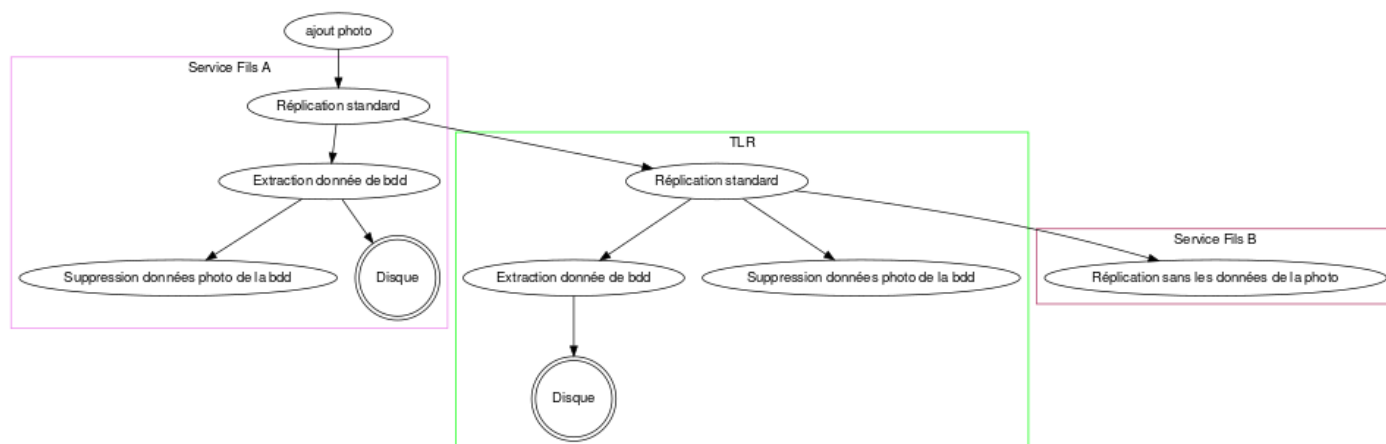 ajout photo
Service Fils A
Réplication standard
Extraction donnée de bdd
Suppression données photo de la bdd
Disque
TLR
Réplication standard
Extraction donnée de bdd
Suppression données photo de la bdd
Disque
Service Fils B
Réplication sans les données de la photo